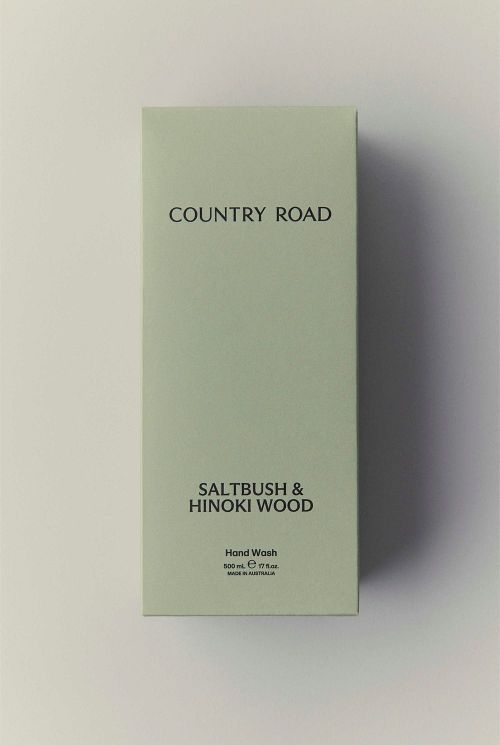 COUNTRY ROAD
SALTBUSH &
HINOKI WOOD
Hand Wash
500 mL ℮ 17 fl.oz.
MADE IN AUSTRALIA